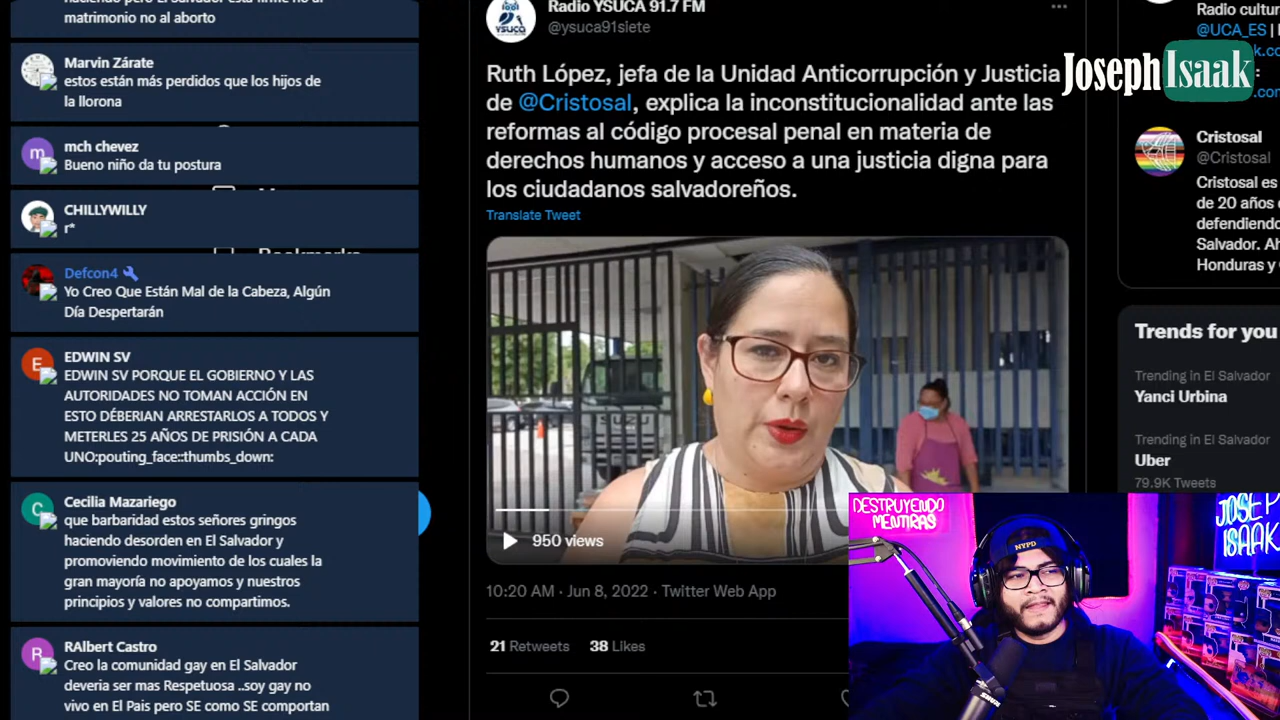 matrimonio no al aborto
Marvin Zárate
estos están más perdidos que los hijos de
la llorona
mch chevez
Bueno niño da tu postura
CHILLYWILLY
r*
Defcon4
Yo Creo Que Están Mal de la Cabeza, Algún
Día Despertarán
EDWIN SV
EDWIN SV PORQUE EL GOBIERNO Y LAS
AUTORIDADES NO TOMAN ACCIÓN EN
ESTO DÉBERIAN ARRESTARLOS A TODOS Y
METERLES 25 AÑOS DE PRISIÓN A CADA
UNO:pouting_face::thumbs_down:
Cecilia Mazariego
que barbaridad estos señores gringos
haciendo desorden en El Salvador y
promoviendo movimiento de los cuales la
gran mayoría no apoyamos y nuestros
principios y valores no compartimos.
RAlbert Castro
Creo la comunidad gay en El Salvador
deveria ser mas Respetuosa ..soy gay no
vivo en El Pais pero SE como SE comportan
Radio YSUCA 91.7 FM
@ysuca91siete
YSUCA
Ruth López, jefa de la Unidad Anticorrupción y Justicia
de @Cristosal, explica la inconstitucionalidad ante las
reformas al código procesal penal en materia de
derechos humanos y acceso a una justicia digna para
los ciudadanos salvadoreños.
Translate Tweet
950 views
10:20 AM · Jun 8, 2022 · Twitter Web App
21 Retweets 38 Likes
Radio cultur
@UCA_ES |
Joseph Isaak
Cristosal
@Cristosal
Cristosal es
de 20 años
defendiendo
Salvador. Ah
Honduras y
Trends for you
Trending in El Salvador
Yanci Urbina
Trending in El Salvador
Uber
79.9K Tweets
DESTRUYENDO
MENTIRAS
NYPD
JOSEP
ISAAK